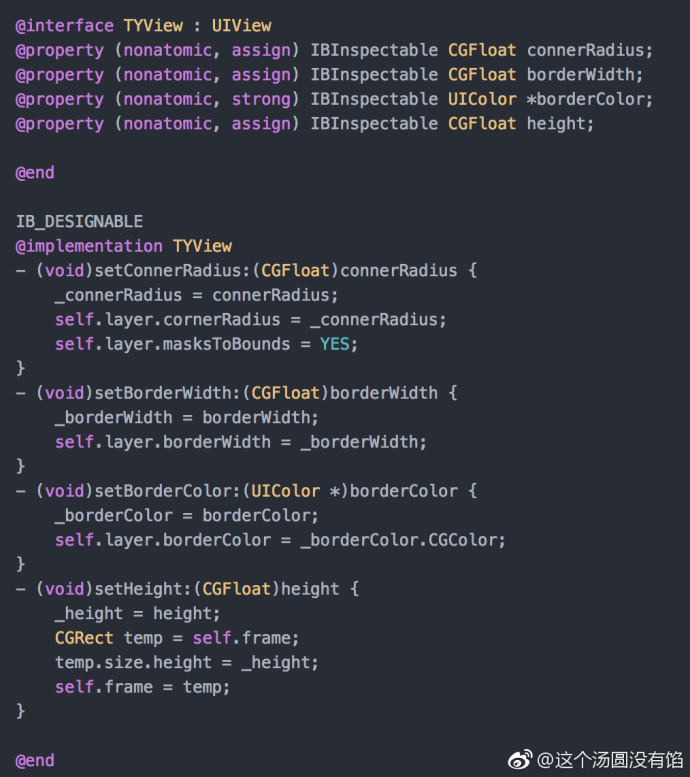 @interface TYView : UIView
@property (nonatomic, assign) IBInspectable CGFloat connerRadius;
@property (nonatomic, assign) IBInspectable CGFloat borderWidth;
@property (nonatomic, strong) IBInspectable UIColor *borderColor;
@property (nonatomic, assign) IBInspectable CGFloat height;

@end

IB_DESIGNABLE
@implementation TYView
- (void)setConnerRadius:(CGFloat)connerRadius {
    _connerRadius = connerRadius;
    self.layer.cornerRadius = _connerRadius;
    self.layer.masksToBounds = YES;
}
- (void)setBorderWidth:(CGFloat)borderWidth {
    _borderWidth = borderWidth;
    self.layer.borderWidth = _borderWidth;
}
- (void)setBorderColor:(UIColor *)borderColor {
    _borderColor = borderColor;
    self.layer.borderColor = _borderColor.CGColor;
}
- (void)setHeight:(CGFloat)height {
    _height = height;
    CGRect temp = self.frame;
    temp.size.height = _height;
    self.frame = temp;
}

@end
@这个汤圆没有馅